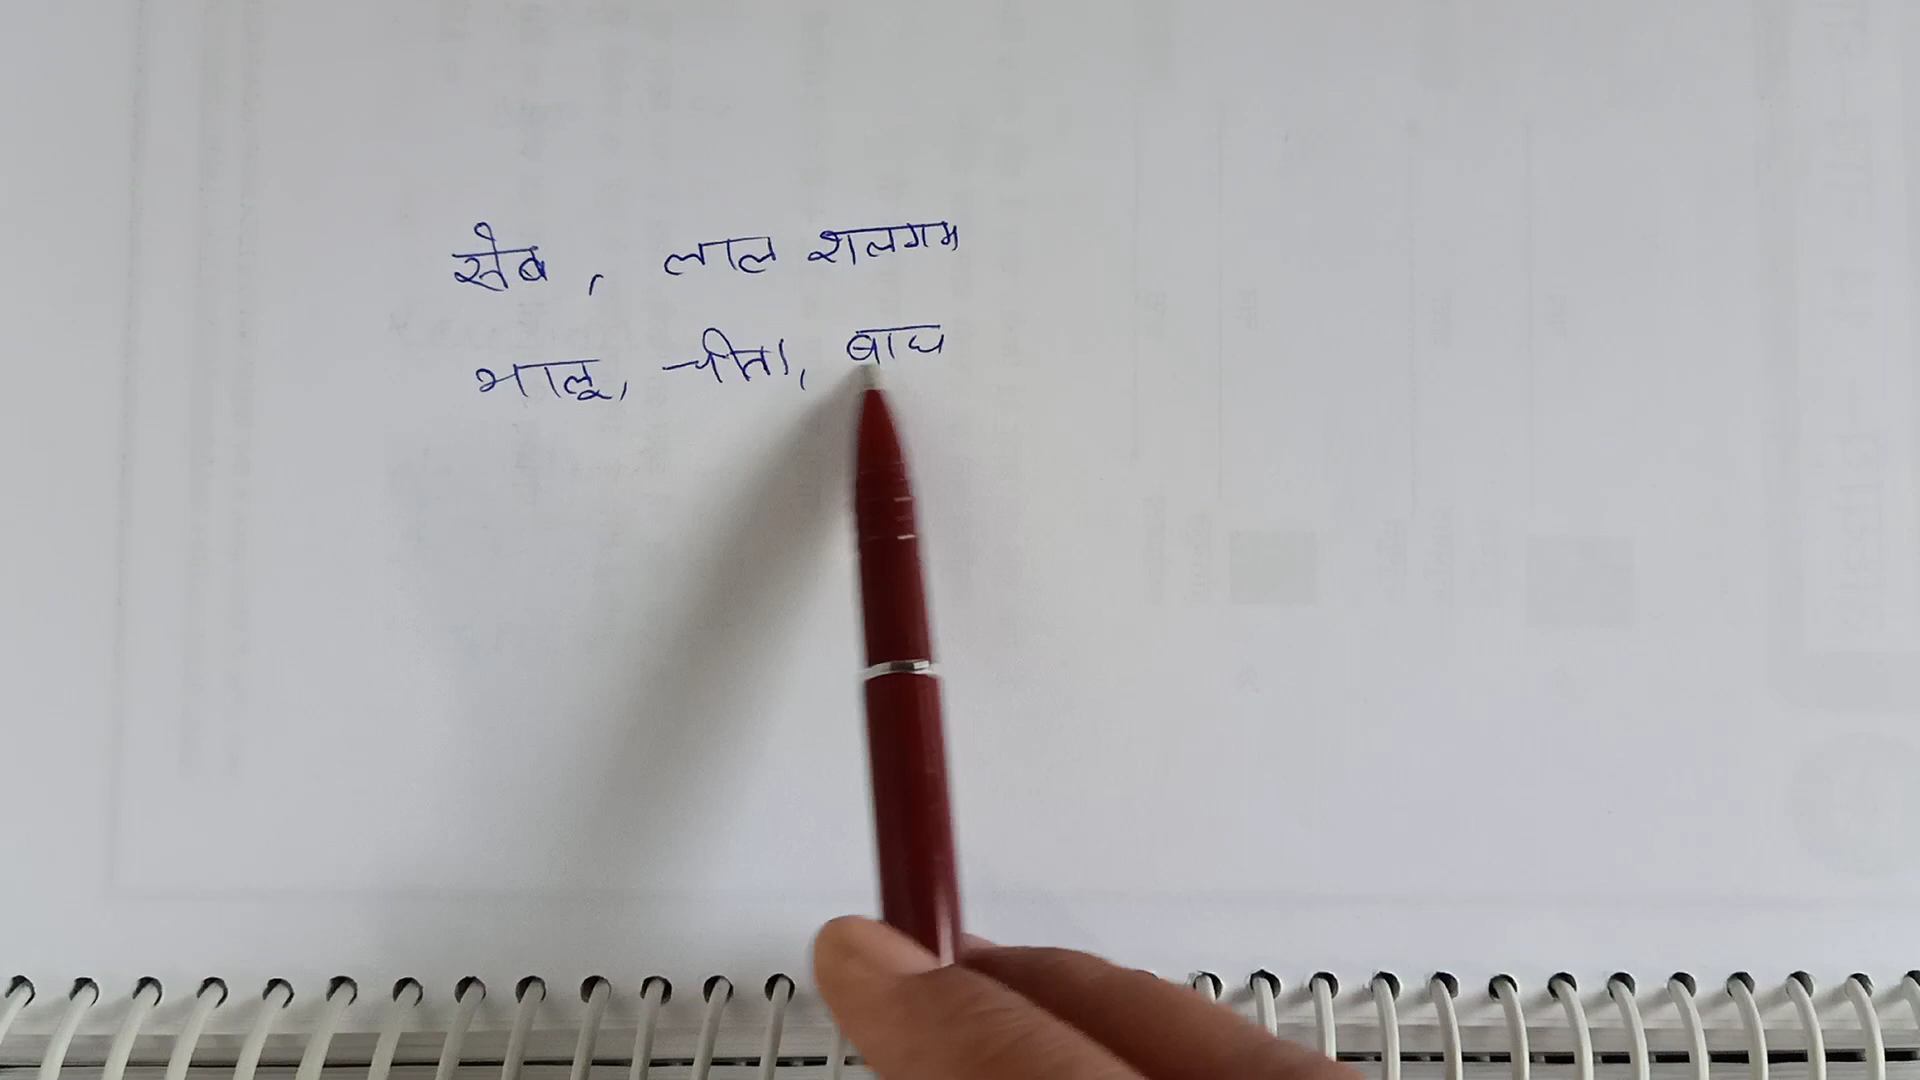 सेब, लाल शलगम
भालू, चीता, बाघ